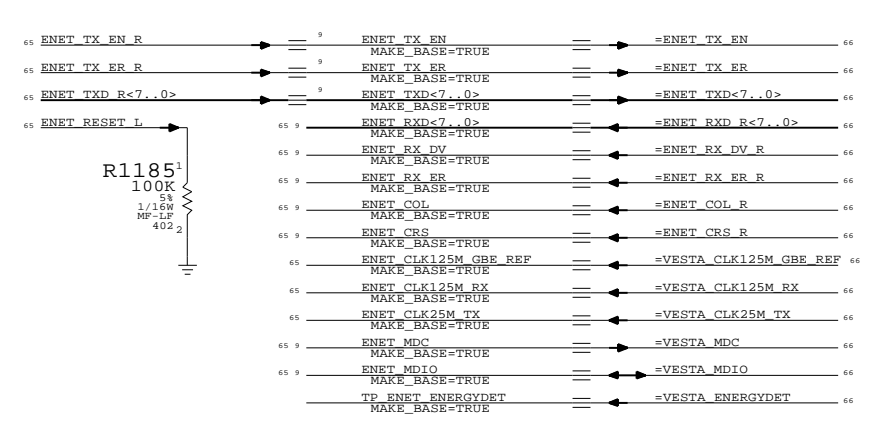 65 ENET_TX_EN_R 9 ENET_TX_EN =ENET_TX_EN 66
MAKE_BASE=TRUE
65 ENET_TX_ER_R 9 ENET_TX_ER =ENET_TX_ER 66
MAKE_BASE=TRUE
65 ENET_TXD_R<7..0> 9 ENET_TXD<7..0> =ENET_TXD<7..0> 66
MAKE_BASE=TRUE
65 ENET_RESET_L 65 9 ENET_RXD<7..0> =ENET_RXD_R<7..0> 66
MAKE_BASE=TRUE
65 9 ENET_RX_DV =ENET_RX_DV_R 66
MAKE_BASE=TRUE
R1185 1
65 9 ENET_RX_ER =ENET_RX_ER_R 66
100K
MAKE_BASE=TRUE
5%
65 9 ENET_COL =ENET_COL_R 66
1/16W
MAKE_BASE=TRUE
MF-LF
402 2
65 9 ENET_CRS =ENET_CRS_R 66
MAKE_BASE=TRUE
65 ENET_CLK125M_GBE_REF =VESTA_CLK125M_GBE_REF 66
MAKE_BASE=TRUE
65 ENET_CLK125M_RX =VESTA_CLK125M_RX 66
MAKE_BASE=TRUE
65 ENET_CLK25M_TX =VESTA_CLK25M_TX 66
MAKE_BASE=TRUE
65 9 ENET_MDC =VESTA_MDC 66
MAKE_BASE=TRUE
65 9 ENET_MDIO =VESTA_MDIO 66
MAKE_BASE=TRUE
TP_ENET_ENERGYDET =VESTA_ENERGYDET 66
MAKE_BASE=TRUE